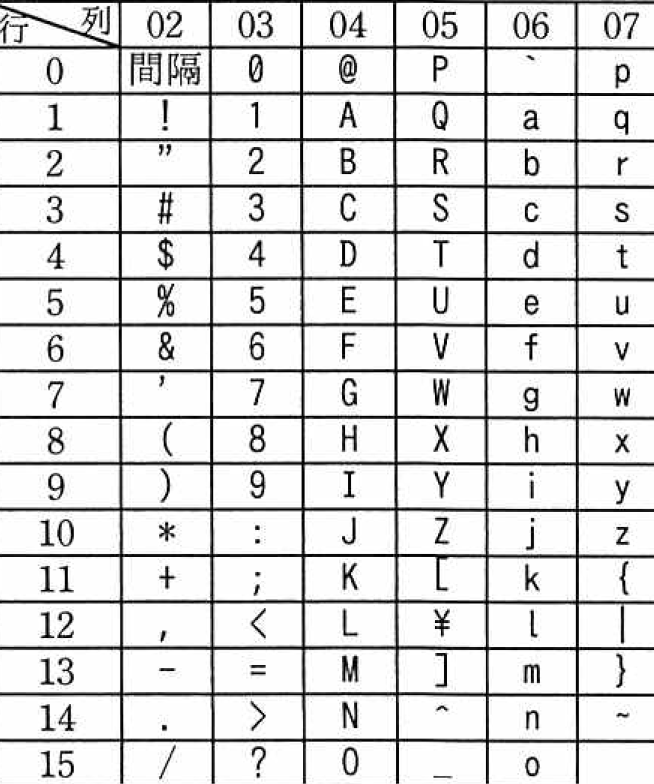 行 列 02 03 04 05 06 07
0 間隔 0 @ P ` p
1 ! 1 A Q a q
2 ” 2 B R b r
3 # 3 C S c s
4 $ 4 D T d t
5 % 5 E U e u
6 & 6 F V f v
7 ’ 7 G W g w
8 ( 8 H X h x
9 ) 9 I Y i y
10 * : J Z j z
11 + ; K [ k {
12 , < L ¥ l |
13 - = M ] m }
14 . > N ^ n ~
15 / ? O _ o